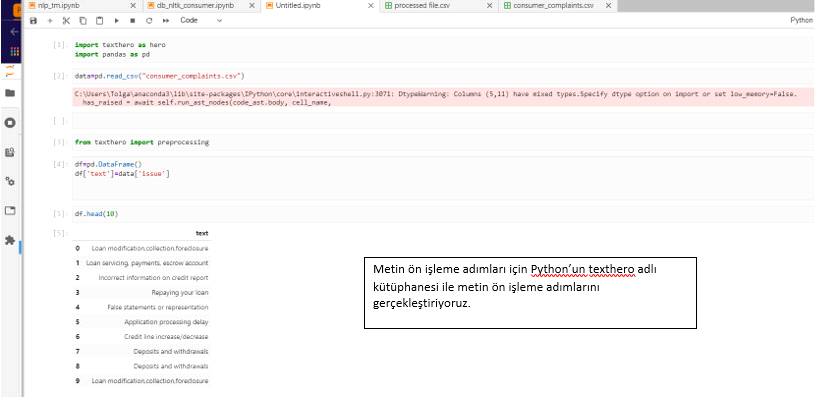 nlp_tm.ipynb
db_nltk_consumer.ipynb
Untitled.ipynb
processed file.csv
consumer_complaints.csv
Code
Python
[1]: import texthero as hero
import pandas as pd
[2]: data=pd.read_csv("consumer_complaints.csv")
C:\Users\Tolga\anaconda3\lib\site-packages\IPython\core\interactiveshell.py:3071: DtypeWarning: Columns (5,11) have mixed types.Specify dtype option on import or set low_memory=False.
has_raised = await self.run_ast_nodes(code_ast.body, cell_name,
[ ]:
[3]: from texthero import preprocessing
[4]: df=pd.DataFrame()
df['text']=data['issue']
[5]: df.head(10)
[5]: text
0 Loan modification,collection,foreclosure
1 Loan servicing, payments, escrow account
2 Incorrect information on credit report
3 Repaying your loan
4 False statements or representation
5 Application processing delay
6 Credit line increase/decrease
7 Deposits and withdrawals
8 Deposits and withdrawals
9 Loan modification,collection,foreclosure
Metin ön işleme adımları için Python’un texthero adlı
kütüphanesi ile metin ön işleme adımlarını
gerçekleştiriyoruz.